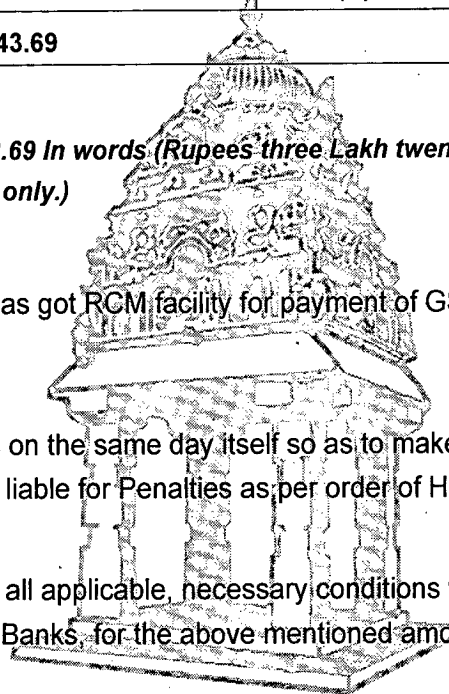 43.69
.69 In words (Rupees three Lakh twen
only.)
as got RCM facility for payment of G
on the same day itself so as to make
liable for Penalties as per order of H
all applicable, necessary conditions
Banks, for the above mentioned amo